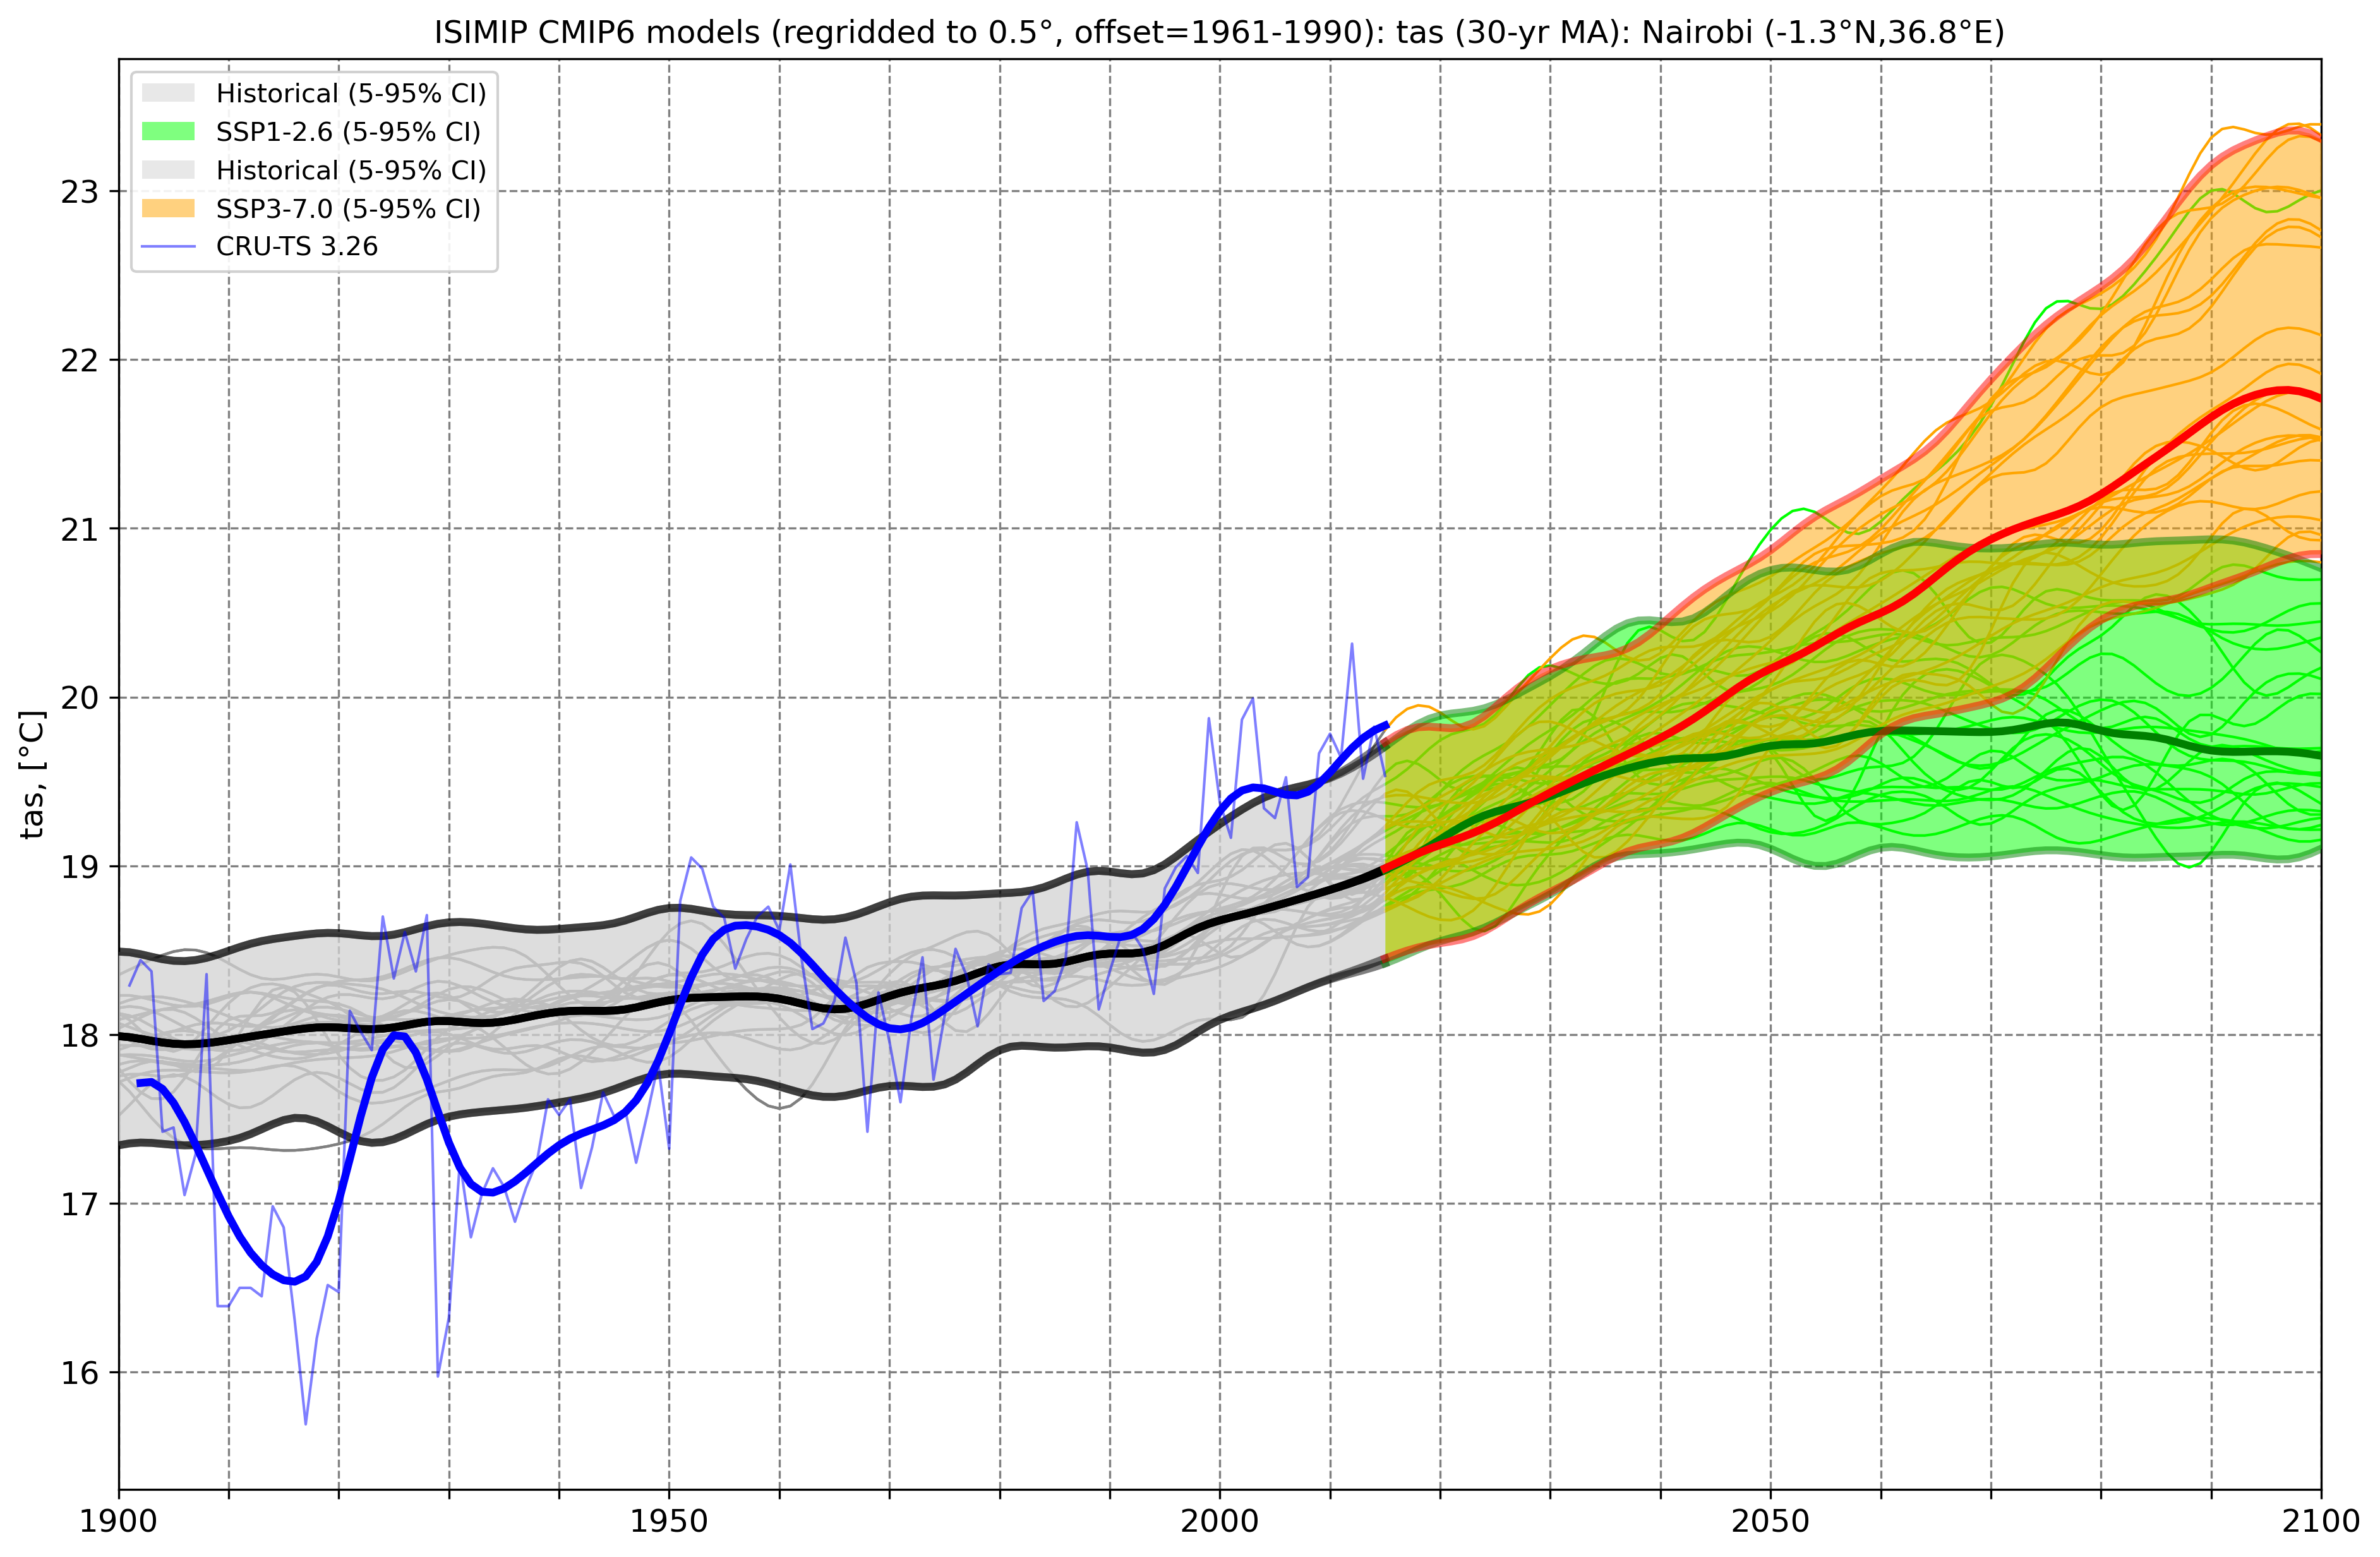 ISIMIP CMIP6 models (regridded to 0.5°, offset=1961-1990): tas (30-yr MA): Nairobi (-1.3°N,36.8°E)
Historical (5-95% CI)
SSP1-2.6 (5-95% CI)
Historical (5-95% CI)
SSP3-7.0 (5-95% CI)
CRU-TS 3.26
tas, [°C]
23
22
21
20
19
18
17
16
1900
1950
2000
2050
2100